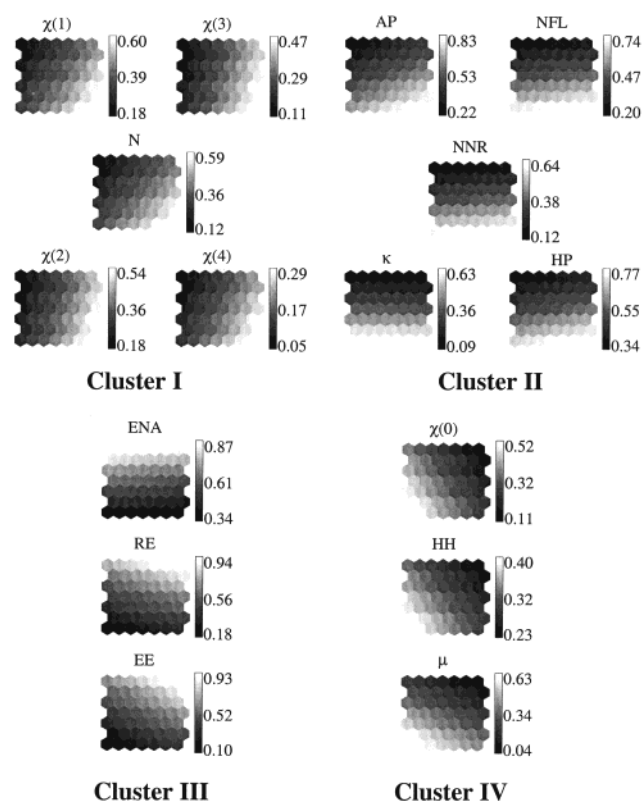 χ(1)
0.60
0.39
0.18
χ(3)
0.47
0.29
0.11
N
0.59
0.36
0.12
χ(2)
0.54
0.36
0.18
χ(4)
0.29
0.17
0.05
Cluster I
AP
0.83
0.53
0.22
NFL
0.74
0.47
0.20
NNR
0.64
0.38
0.12
κ
0.63
0.36
0.09
HP
0.77
0.55
0.34
Cluster II
ENA
0.87
0.61
0.34
RE
0.94
0.56
0.18
EE
0.93
0.52
0.10
Cluster III
χ(0)
0.52
0.32
0.11
HH
0.40
0.32
0.23
μ
0.63
0.34
0.04
Cluster IV